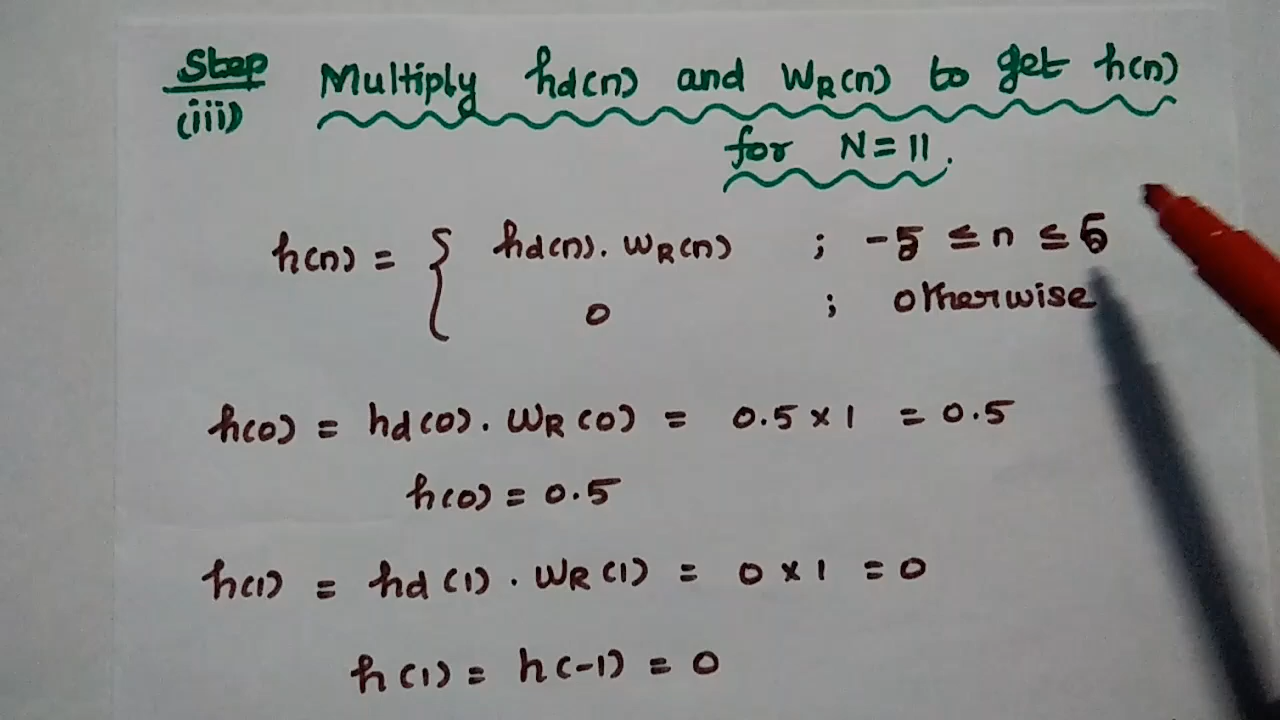 Step Multiply hd(n) and WR(n) to get h(n)
(iii) for N=11.
h(n) = { hd(n). WR(n) ; -5 ≤ n ≤ 5
0 ; otherwise
h(0) = hd(0). WR(0) = 0.5 × 1 = 0.5
h(0) = 0.5
h(1) = hd(1). WR(1) = 0 × 1 = 0
h(1) = h(-1) = 0